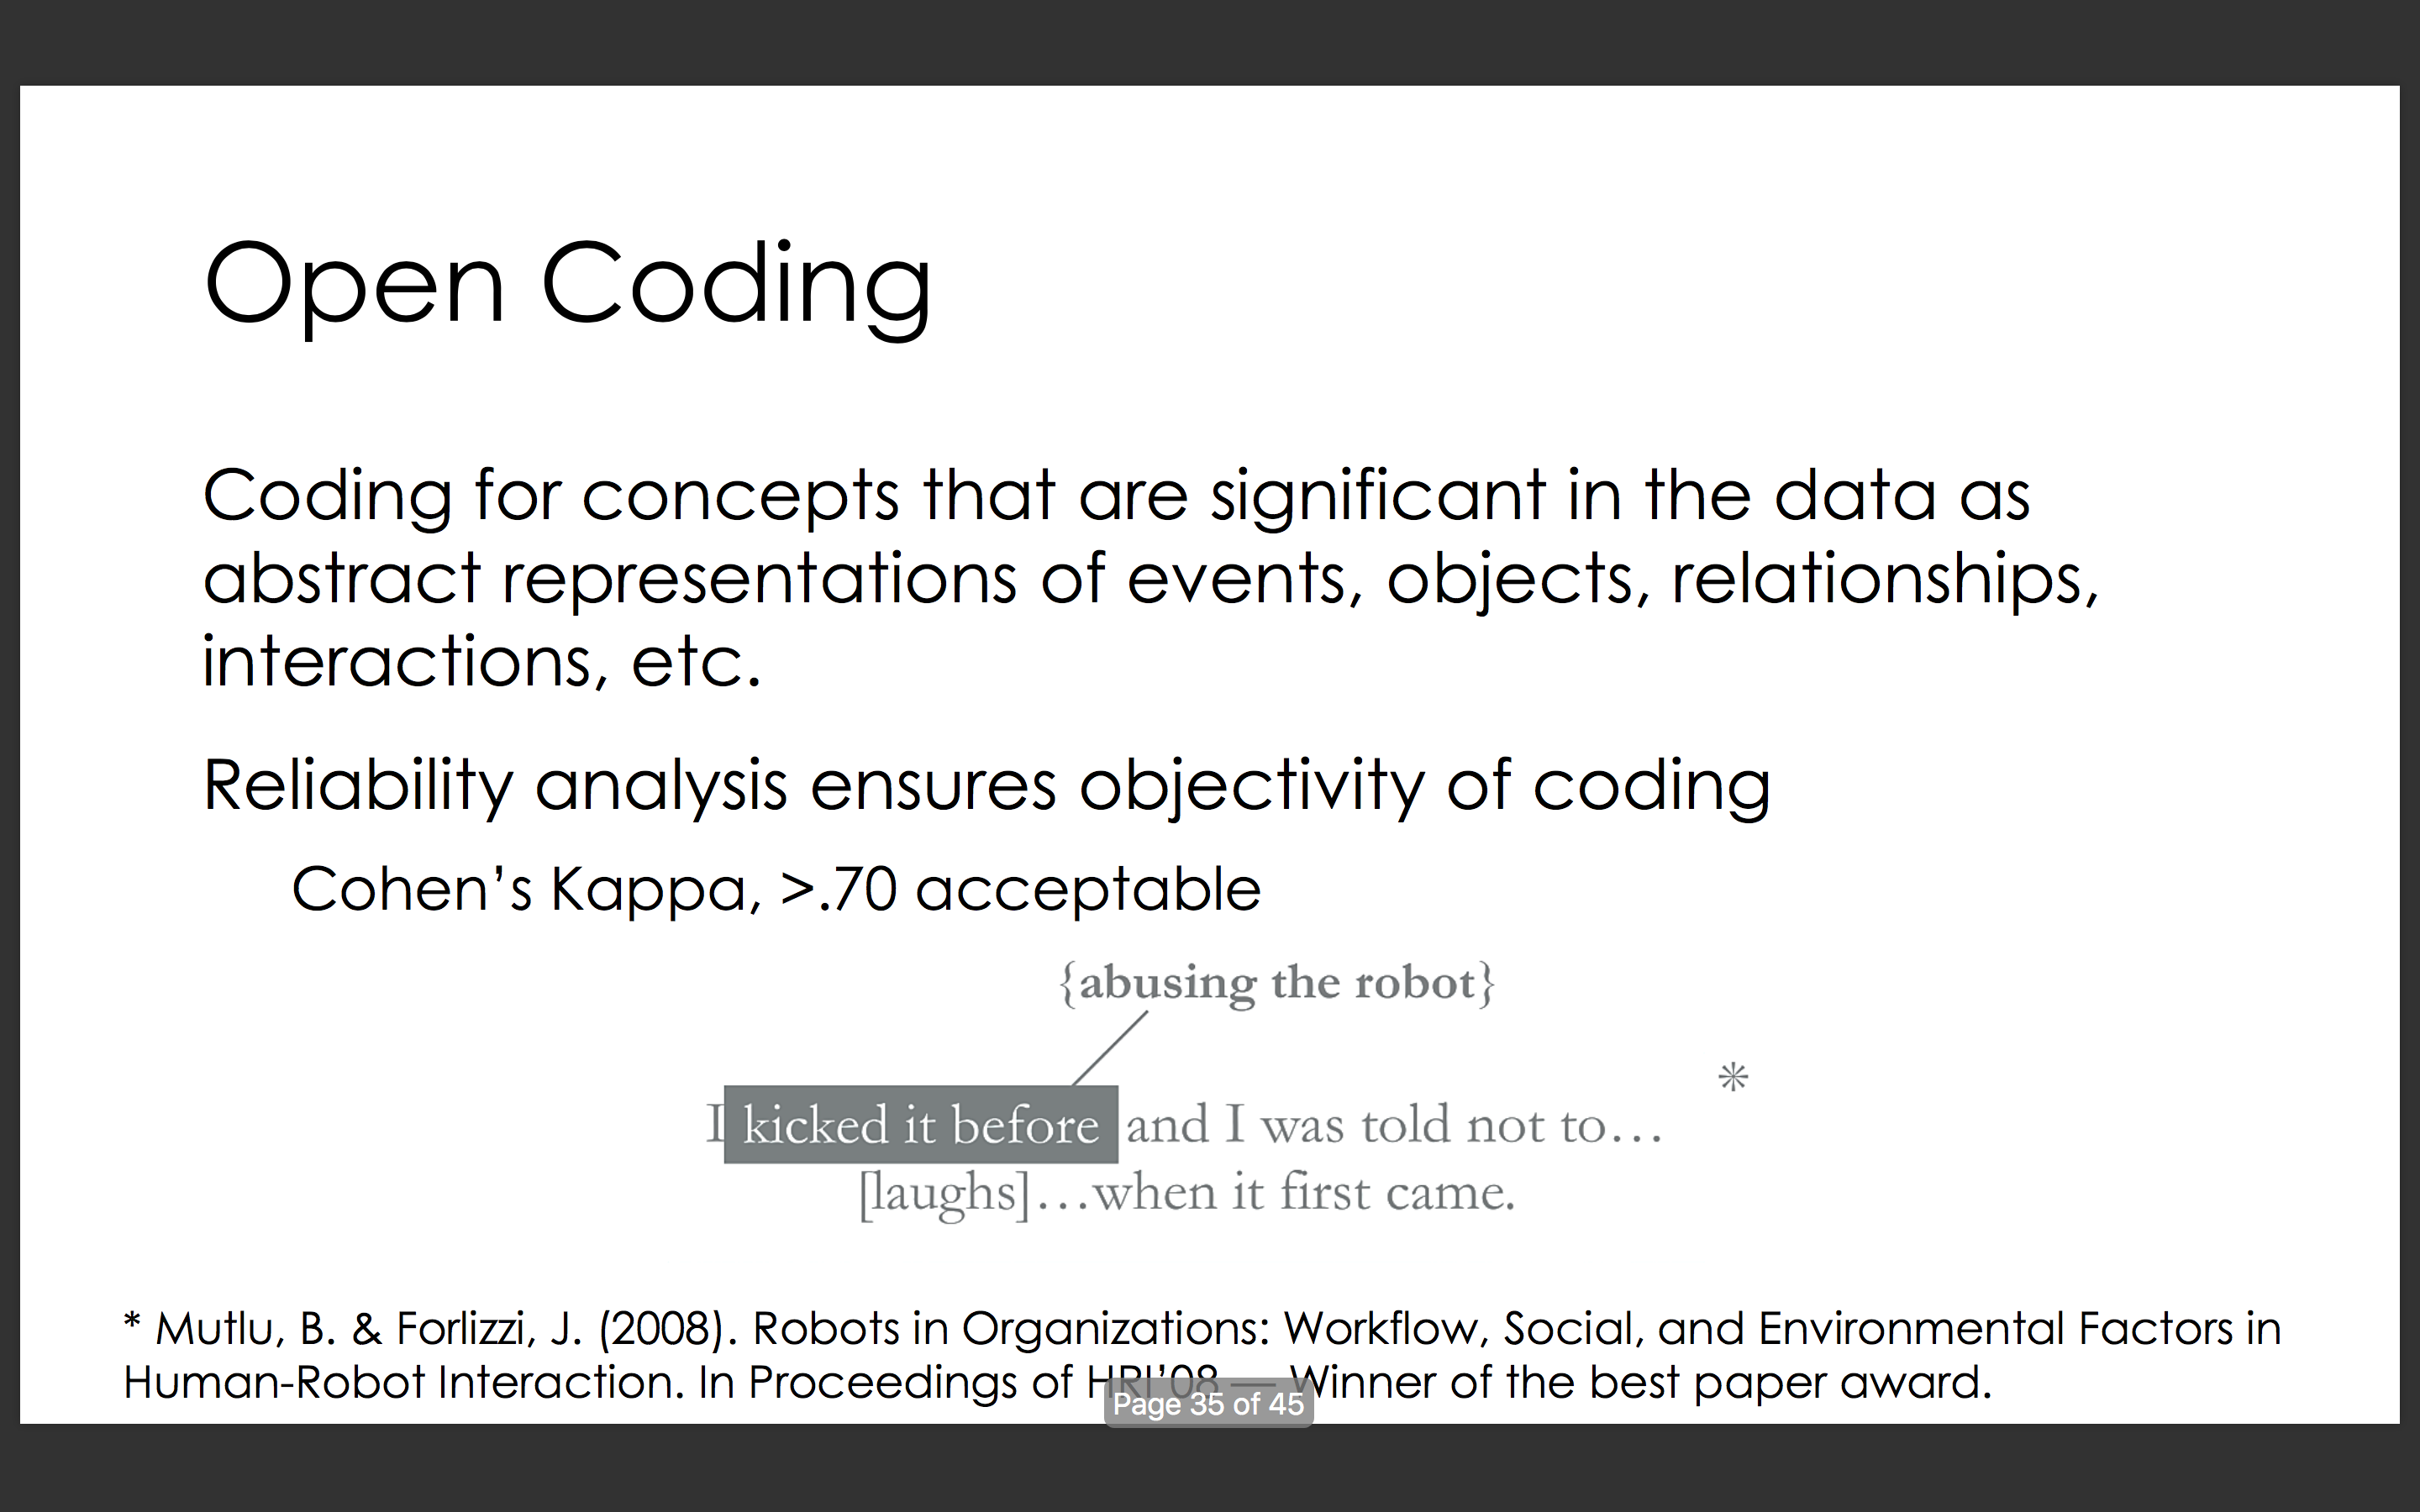 Open Coding
Coding for concepts that are significant in the data as
abstract representations of events, objects, relationships,
interactions, etc.
Reliability analysis ensures objectivity of coding
Cohen’s Kappa, >.70 acceptable
{abusing the robot}
*
I kicked it before and I was told not to…
[laughs]…when it first came.
* Mutlu, B. & Forlizzi, J. (2008). Robots in Organizations: Workflow, Social, and Environmental Factors in
Human-Robot Interaction. In Proceedings of HRI’08 — Winner of the best paper award.
Page 35 of 45